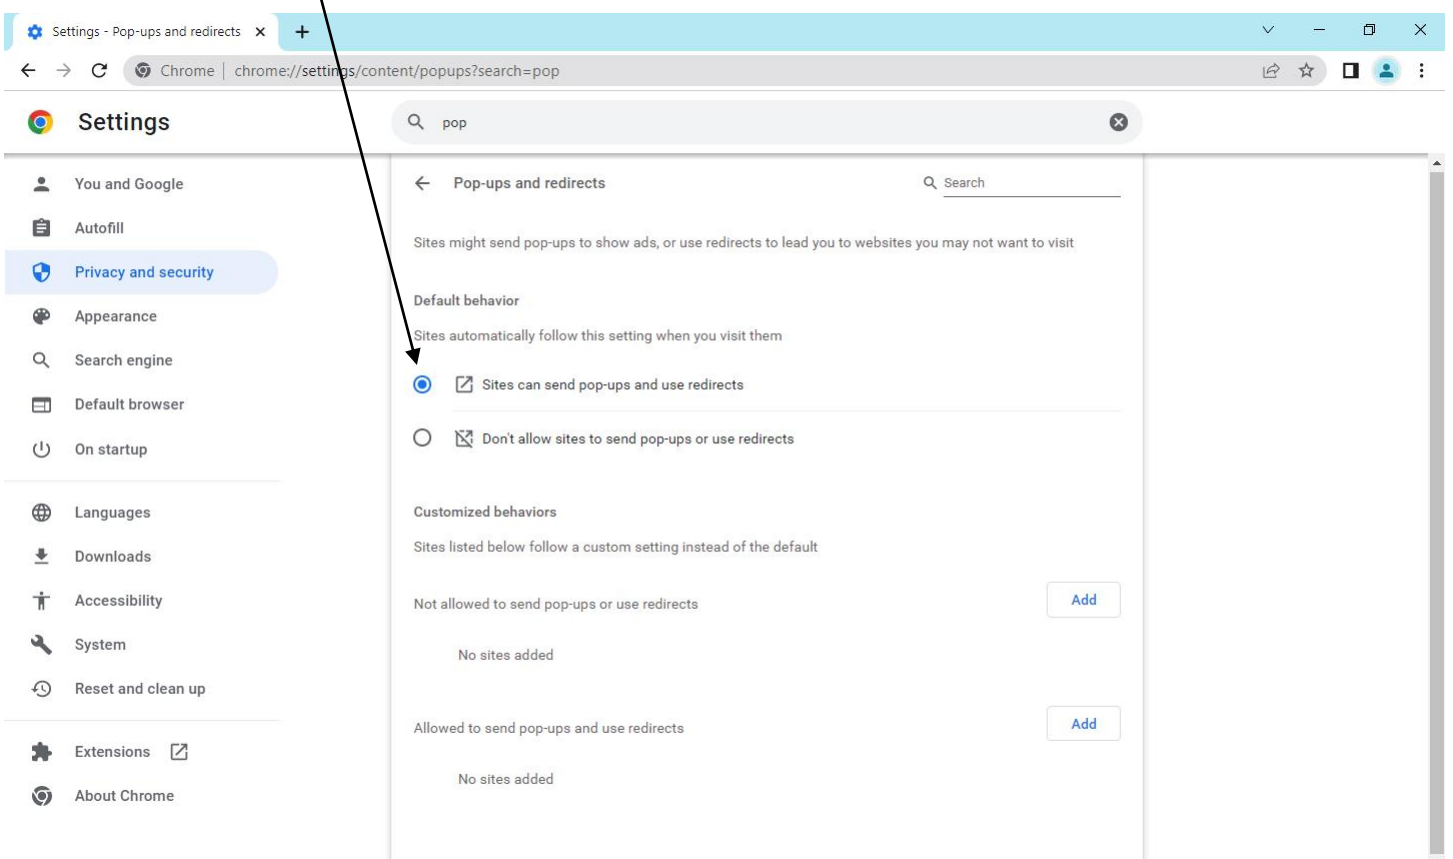 Settings - Pop-ups and redirects
Chrome | chrome://settings/content/popups?search=pop
Settings
pop
You and Google
Autofill
Privacy and security
Appearance
Search engine
Default browser
On startup
Languages
Downloads
Accessibility
System
Reset and clean up
Extensions
About Chrome
Pop-ups and redirects
Search
Sites might send pop-ups to show ads, or use redirects to lead you to websites you may not want to visit
Default behavior
Sites automatically follow this setting when you visit them
Sites can send pop-ups and use redirects
Don't allow sites to send pop-ups or use redirects
Customized behaviors
Sites listed below follow a custom setting instead of the default
Not allowed to send pop-ups or use redirects
Add
No sites added
Allowed to send pop-ups and use redirects
Add
No sites added